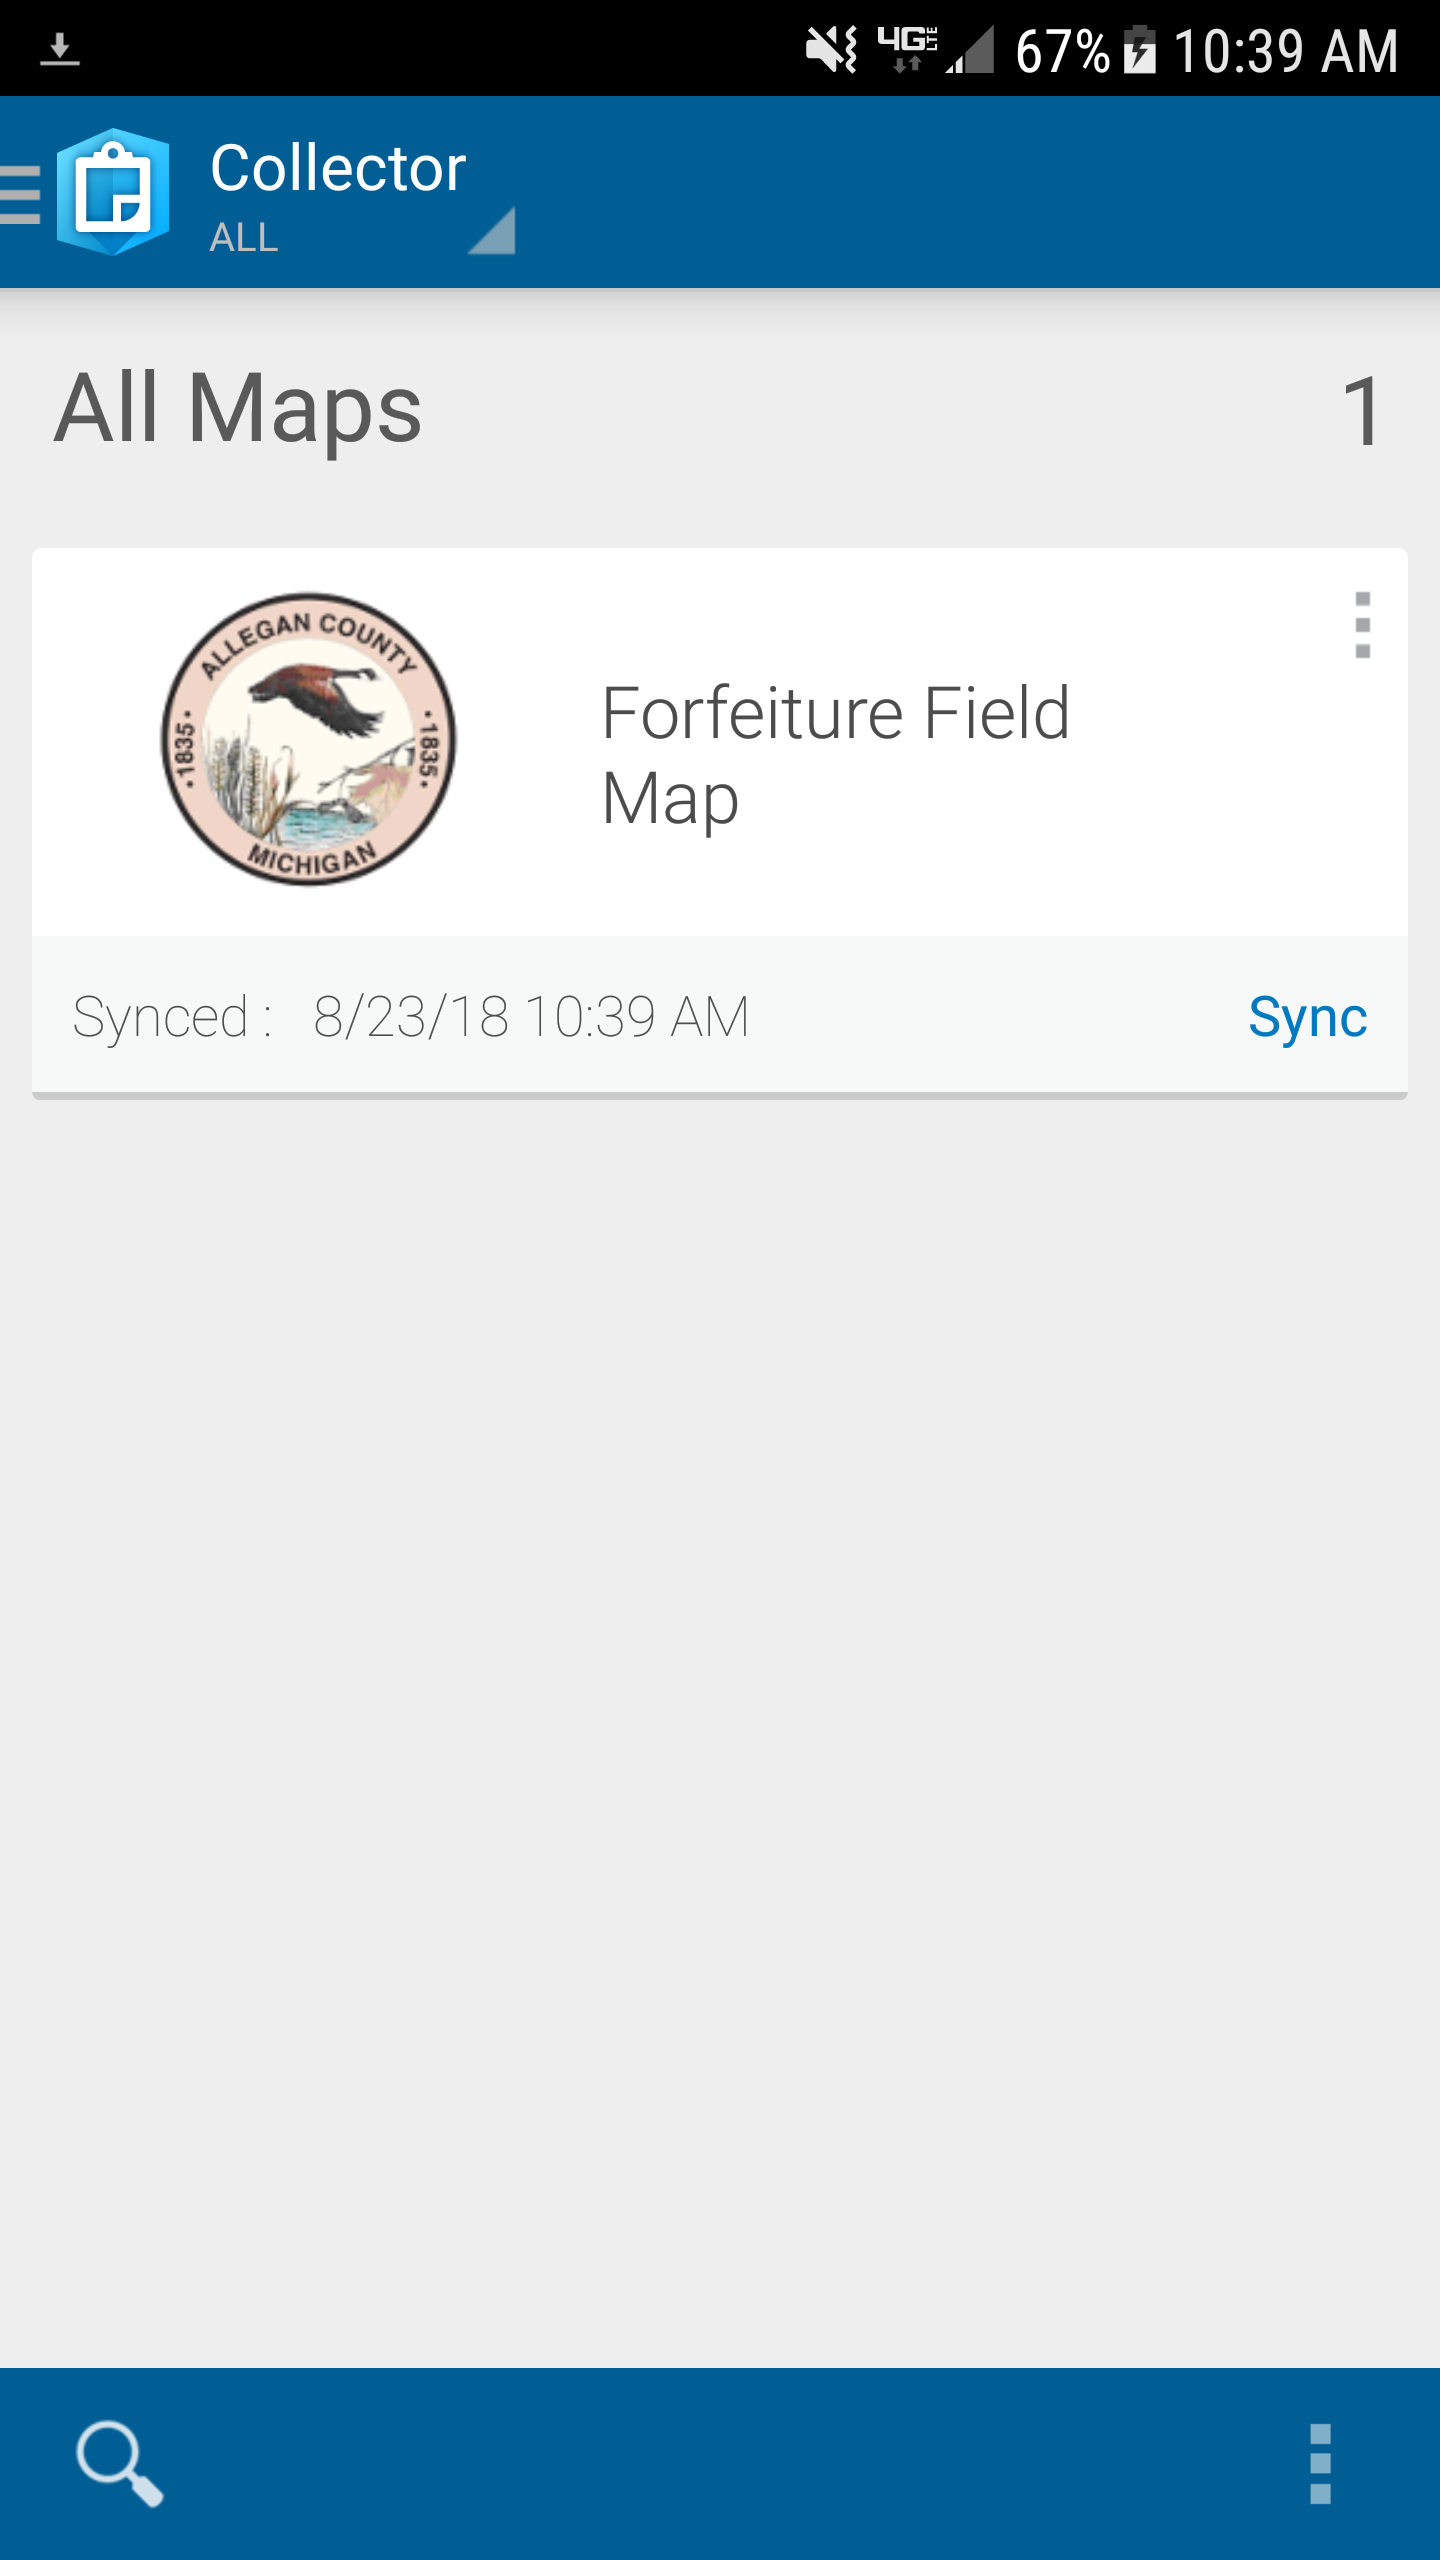 4G LTE 67% 10:39 AM
Collector
ALL
All Maps 1
ALLEGAN COUNTY
•1835• •1835•
MICHIGAN
Forfeiture Field
Map
Synced : 8/23/18 10:39 AM Sync